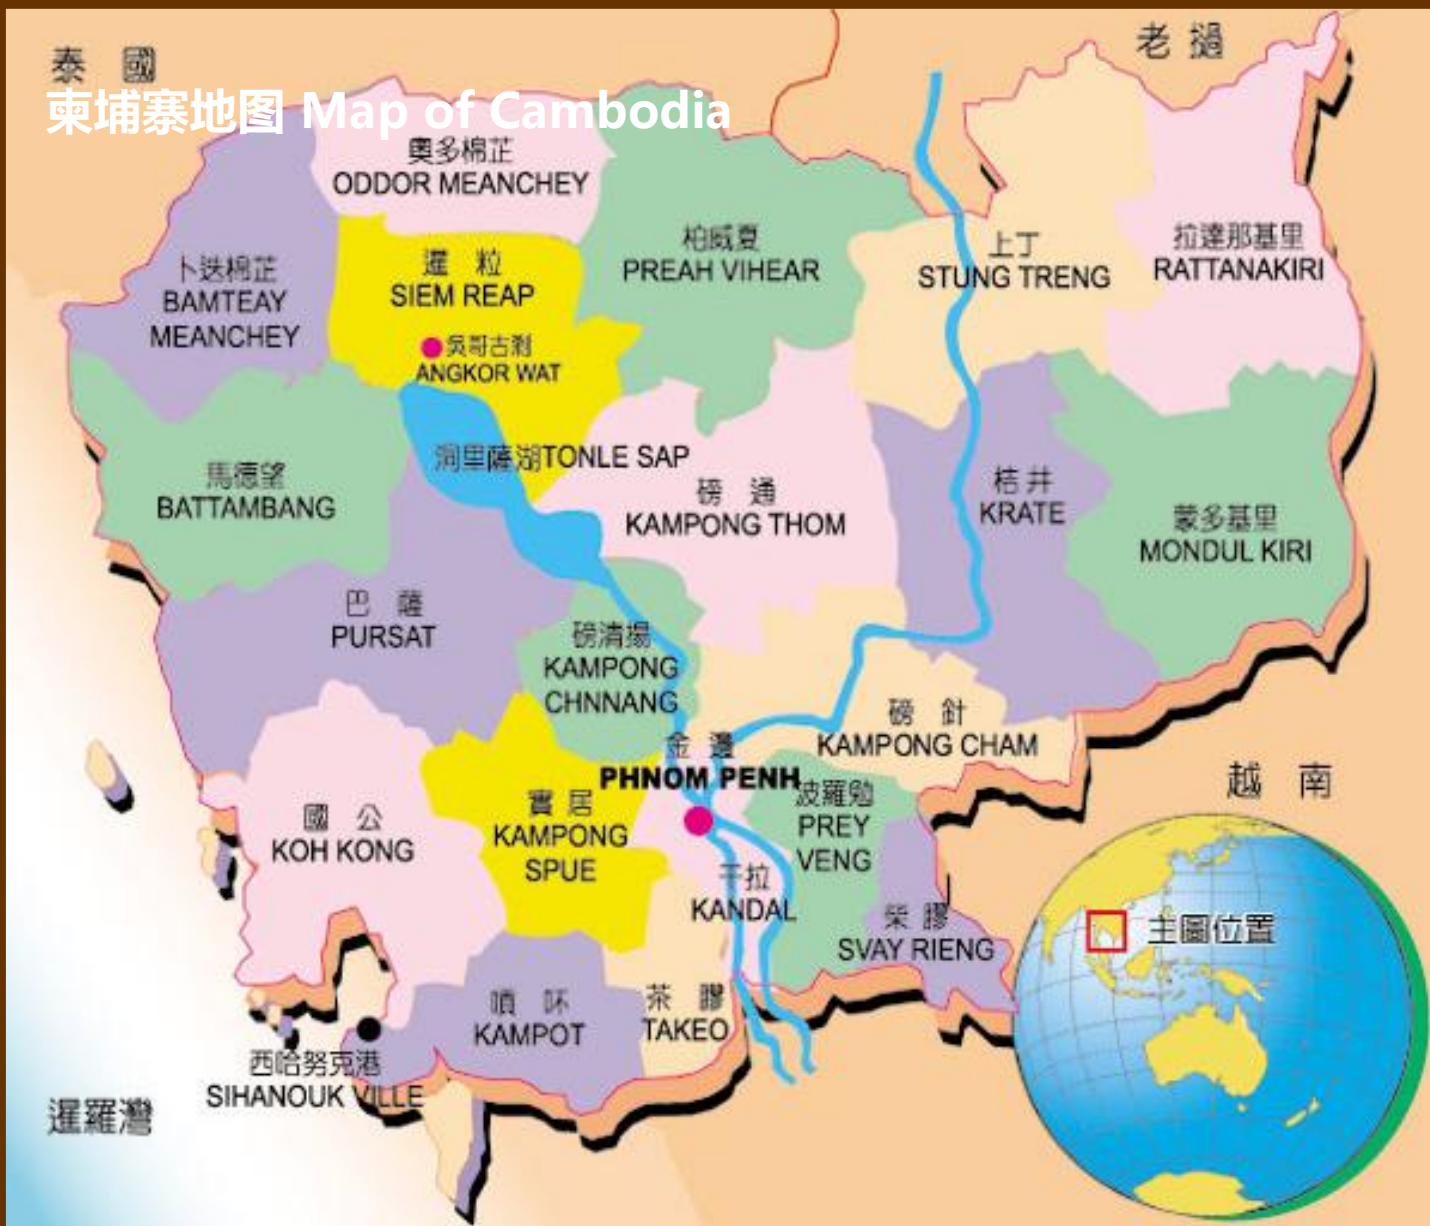 泰 國
老 撾
柬埔寨地图 Map of Cambodia
奧多棉芷
ODDOR MEANCHEY
柏威夏
PREAH VIHEAR
上丁
STUNG TRENG
拉達那基里
RATTANAKIRI
卜迭棉芷
BAMTEAY
MEANCHEY
暹 粒
SIEM REAP
吳哥古剎
ANGKOR WAT
馬德望
BATTAMBANG
洞里薩湖TONLE SAP
磅 通
KAMPONG THOM
桔井
KRATE
蒙多基里
MONDUL KIRI
巴 薩
PURSAT
磅清揚
KAMPONG
CHNNANG
磅 針
KAMPONG CHAM
金 邊
PHNOM PENH
越 南
國 公
KOH KONG
實居
KAMPONG
SPUE
波羅勉
PREY
VENG
干拉
KANDAL
柴 膠
SVAY RIENG
主圖位置
KAMPOT
茶 膠
TAKEO
西哈努克港
SIHANOUK VILLE
暹羅灣